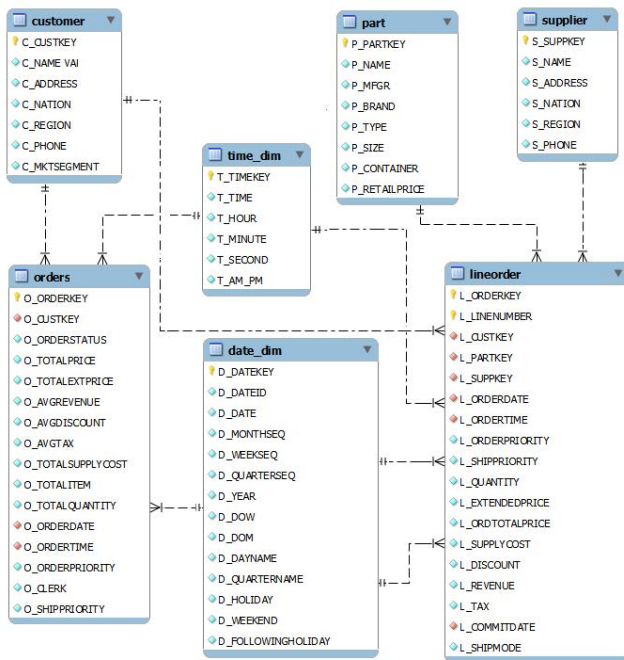 customer
C_CUSTKEY
C_NAME VAI
C_ADDRESS
C_NATION
C_REGION
C_PHONE
C_MKTSEGMENT
part
P_PARTKEY
P_NAME
P_MFGR
P_BRAND
P_TYPE
P_SIZE
P_CONTAINER
P_RETAILPRICE
supplier
S_SUPPKEY
S_NAME
S_ADDRESS
S_NATION
S_REGION
S_PHONE
time_dim
T_TIMEKEY
T_TIME
T_HOUR
T_MINUTE
T_SECOND
T_AM_PM
orders
O_ORDERKEY
O_CUSTKEY
O_ORDERSTATUS
O_TOTALPRICE
O_TOTALEXTPRICE
O_AVGREVENUE
O_AVGDISCOUNT
O_AVGTAX
O_TOTALSUPPLYCOST
O_TOTALITEM
O_TOTALQUANTITY
O_ORDERDATE
O_ORDERTIME
O_ORDERPRIORITY
O_CLERK
O_SHIPPRIORITY
date_dim
D_DATEKEY
D_DATEID
D_DATE
D_MONTHSEQ
D_WEEKSEQ
D_QUARTERSEQ
D_YEAR
D_DOW
D_DOM
D_DAYNAME
D_QUARTERNAME
D_HOLIDAY
D_WEEKEND
D_FOLLOWINGHOLIDAY
lineorder
L_ORDERKEY
L_LINENUMBER
L_CUSTKEY
L_PARTKEY
L_SUPPKEY
L_ORDERDATE
L_ORDERTIME
L_ORDERPRIORITY
L_SHIPPRIORITY
L_QUANTITY
L_EXTENDEDPRICE
L_ORDTOTALPRICE
L_SUPPLYCOST
L_DISCOUNT
L_REVENUE
L_TAX
L_COMMITDATE
L_SHIPMODE